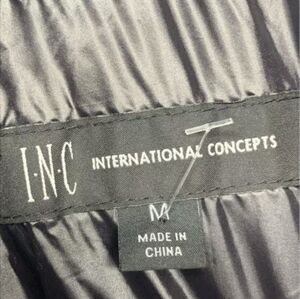 I·N·C INTERNATIONAL CONCEPTS
M
MADE IN
CHINA